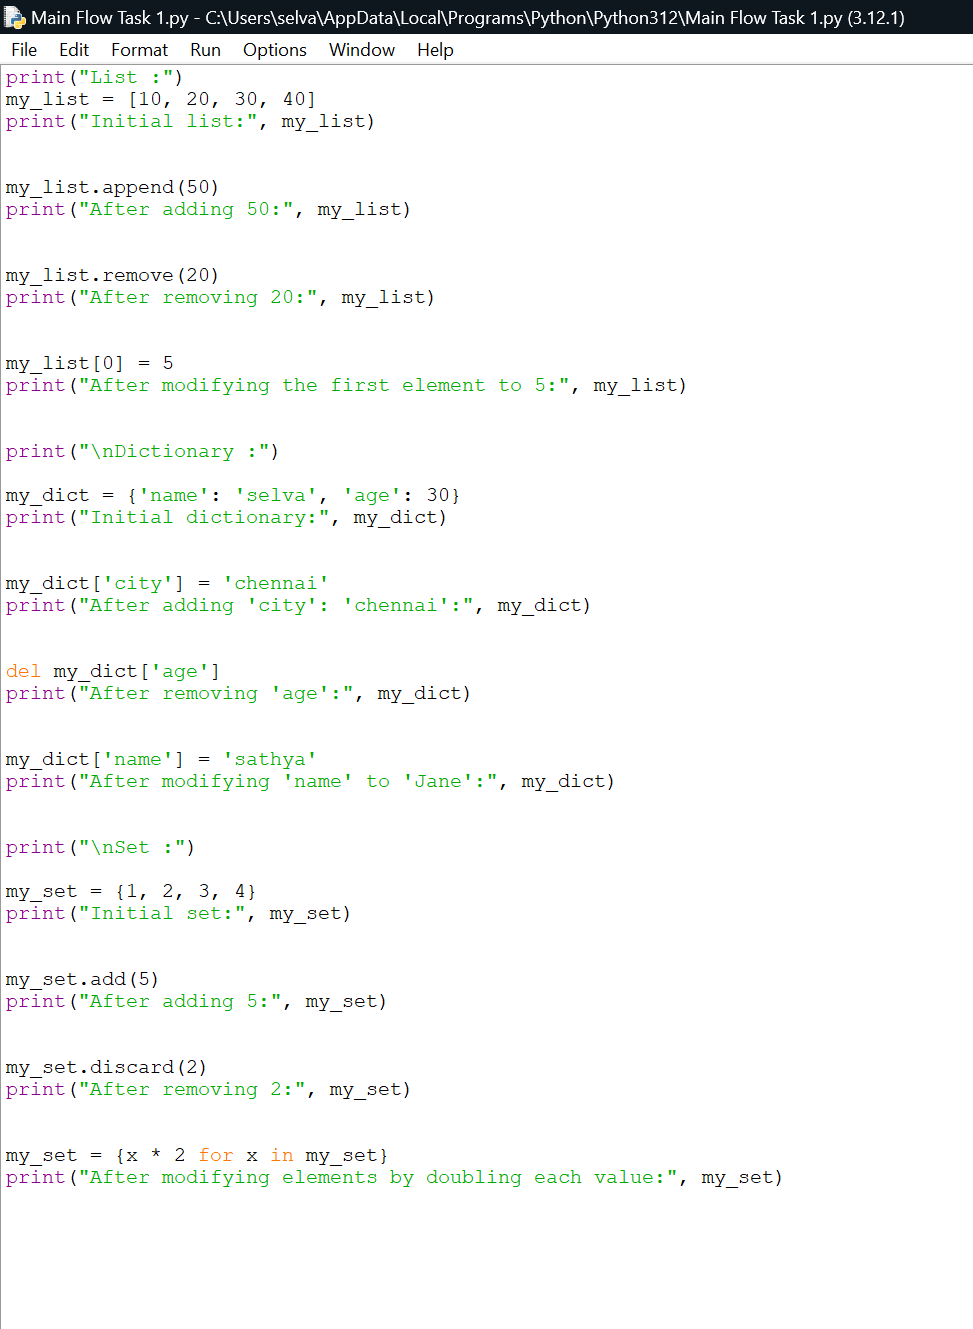 Main Flow Task 1.py - C:\Users\selva\AppData\Local\Programs\Python\Python312\Main Flow Task 1.py (3.12.1)
File Edit Format Run Options Window Help
print("List :")
my_list = [10, 20, 30, 40]
print("Initial list:", my_list)
my_list.append(50)
print("After adding 50:", my_list)
my_list.remove(20)
print("After removing 20:", my_list)
my_list[0] = 5
print("After modifying the first element to 5:", my_list)
print("\nDictionary :")
my_dict = {'name': 'selva', 'age': 30}
print("Initial dictionary:", my_dict)
my_dict['city'] = 'chennai'
print("After adding 'city': 'chennai':", my_dict)
del my_dict['age']
print("After removing 'age':", my_dict)
my_dict['name'] = 'sathya'
print("After modifying 'name' to 'Jane':", my_dict)
print("\nSet :")
my_set = {1, 2, 3, 4}
print("Initial set:", my_set)
my_set.add(5)
print("After adding 5:", my_set)
my_set.discard(2)
print("After removing 2:", my_set)
my_set = {x * 2 for x in my_set}
print("After modifying elements by doubling each value:", my_set)